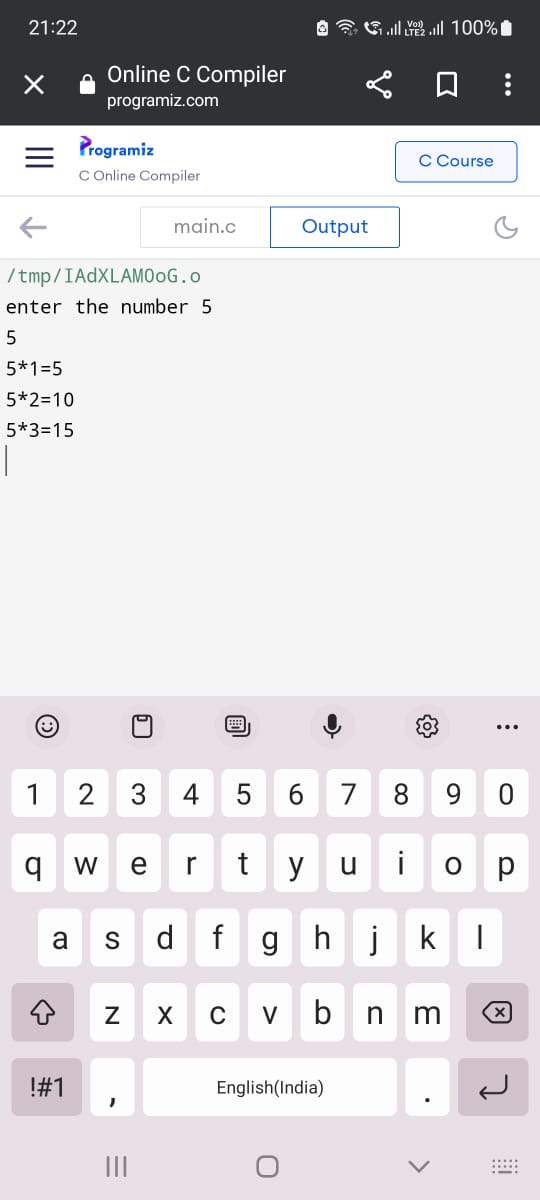 21:22
Vo))
LTE2
100%
Online C Compiler
programiz.com
Programiz
C Online Compiler
C Course
main.c
Output
/tmp/IAdXLAMOoG.o
enter the number 5
5
5*1=5
5*2=10
5*3=15
1 2 3 4 5 6 7 8 9 0
q w e r t y u i o p
a s d f g h j k l
z x c v b n m
!#1 , English(India) .